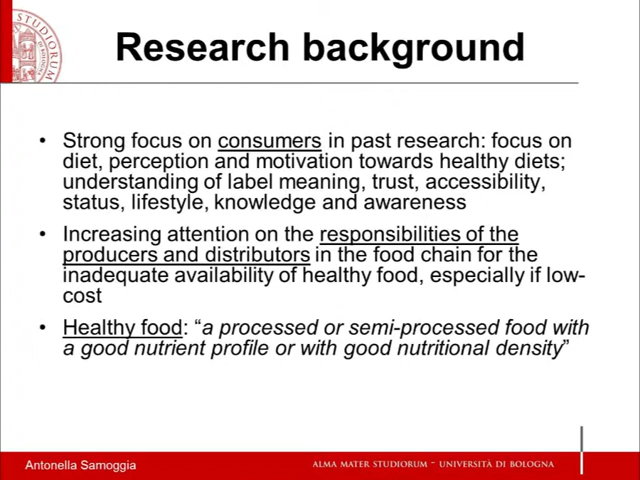 Research background
• Strong focus on consumers in past research: focus on
diet, perception and motivation towards healthy diets;
understanding of label meaning, trust, accessibility,
status, lifestyle, knowledge and awareness
• Increasing attention on the responsibilities of the
producers and distributors in the food chain for the
inadequate availability of healthy food, especially if low-
cost
• Healthy food: “a processed or semi-processed food with
a good nutrient profile or with good nutritional density”
Antonella Samoggia
ALMA MATER STUDIORUM ~ UNIVERSITÀ DI BOLOGNA